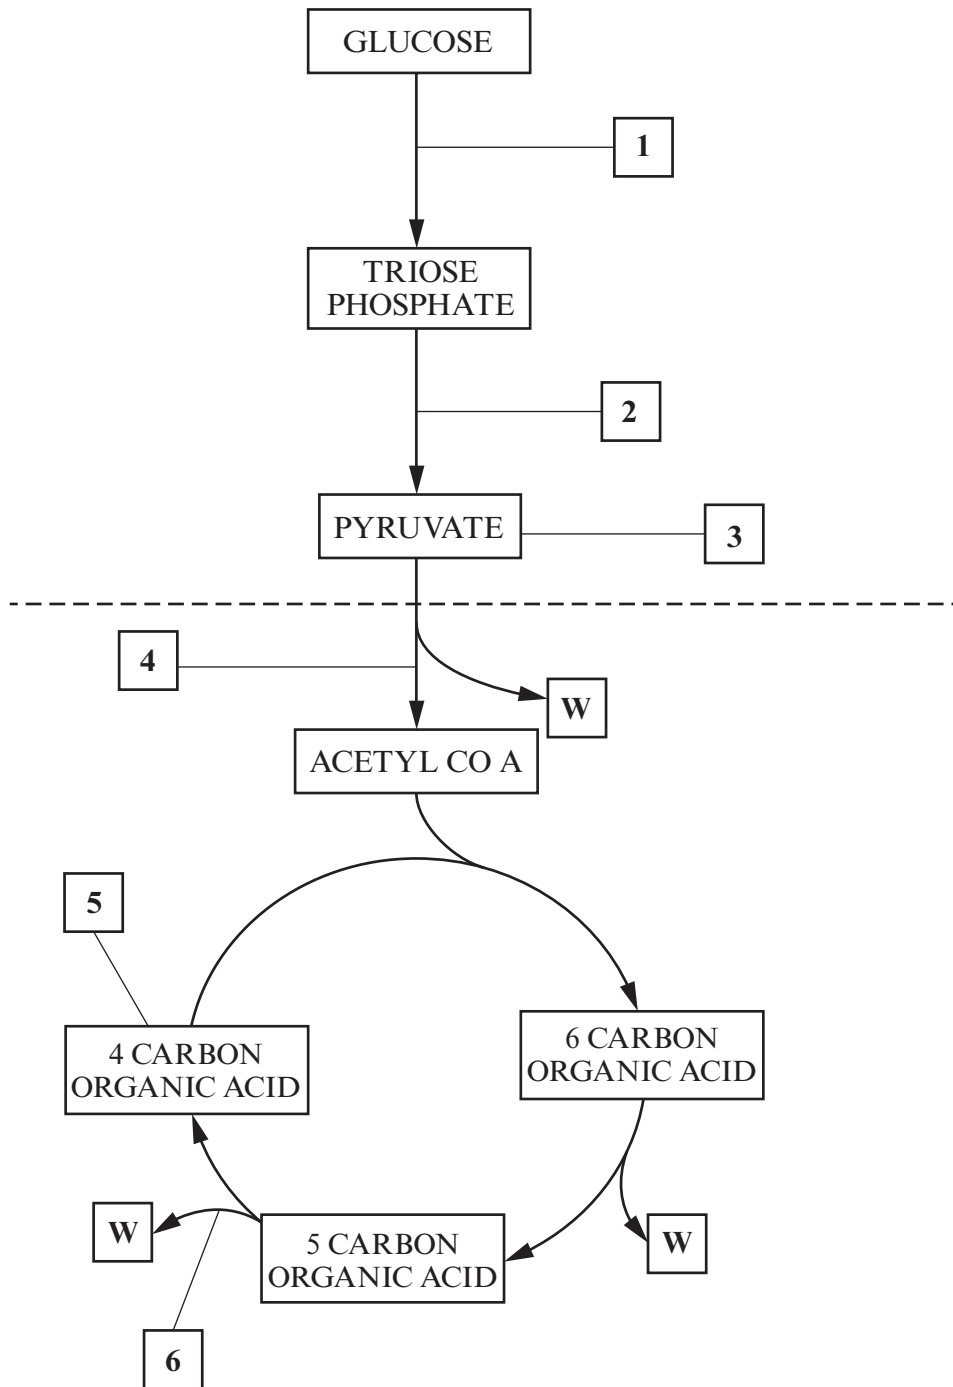 GLUCOSE
1
TRIOSE
PHOSPHATE
2
PYRUVATE
3
4
W
ACETYL CO A
5
4 CARBON
ORGANIC ACID
6 CARBON
ORGANIC ACID
W
5 CARBON
ORGANIC ACID
W
6